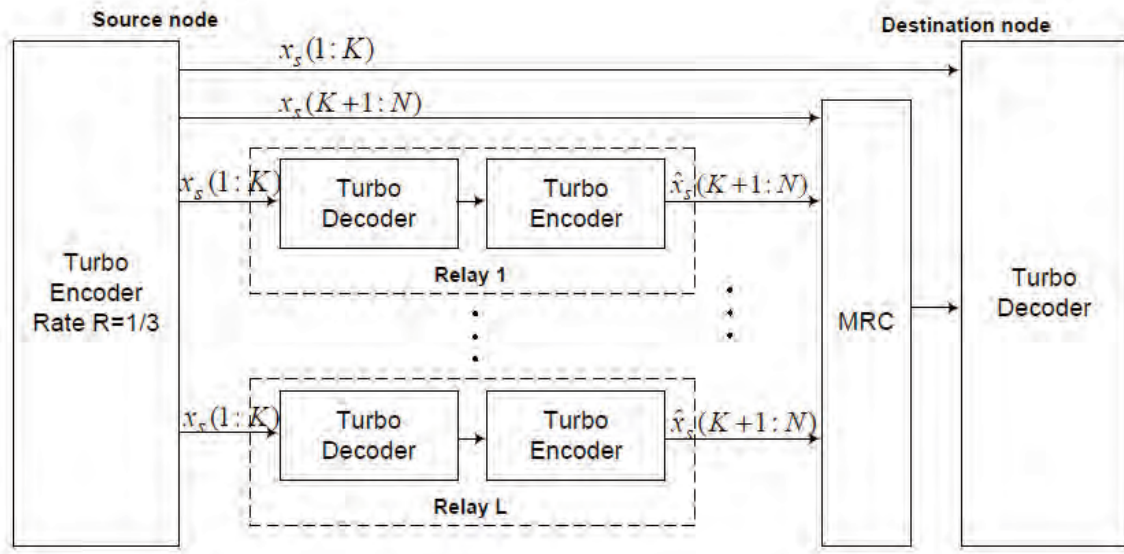 Source node
Destination node
x_s(1:K)
x_s(K+1:N)
x_s(1:K)
Turbo
Decoder
Turbo
Encoder
x̂_s(K+1:N)
Relay 1
Turbo
Encoder
Rate R=1/3
MRC
Turbo
Decoder
x_s(1:K)
Turbo
Decoder
Turbo
Encoder
x̂_s(K+1:N)
Relay L